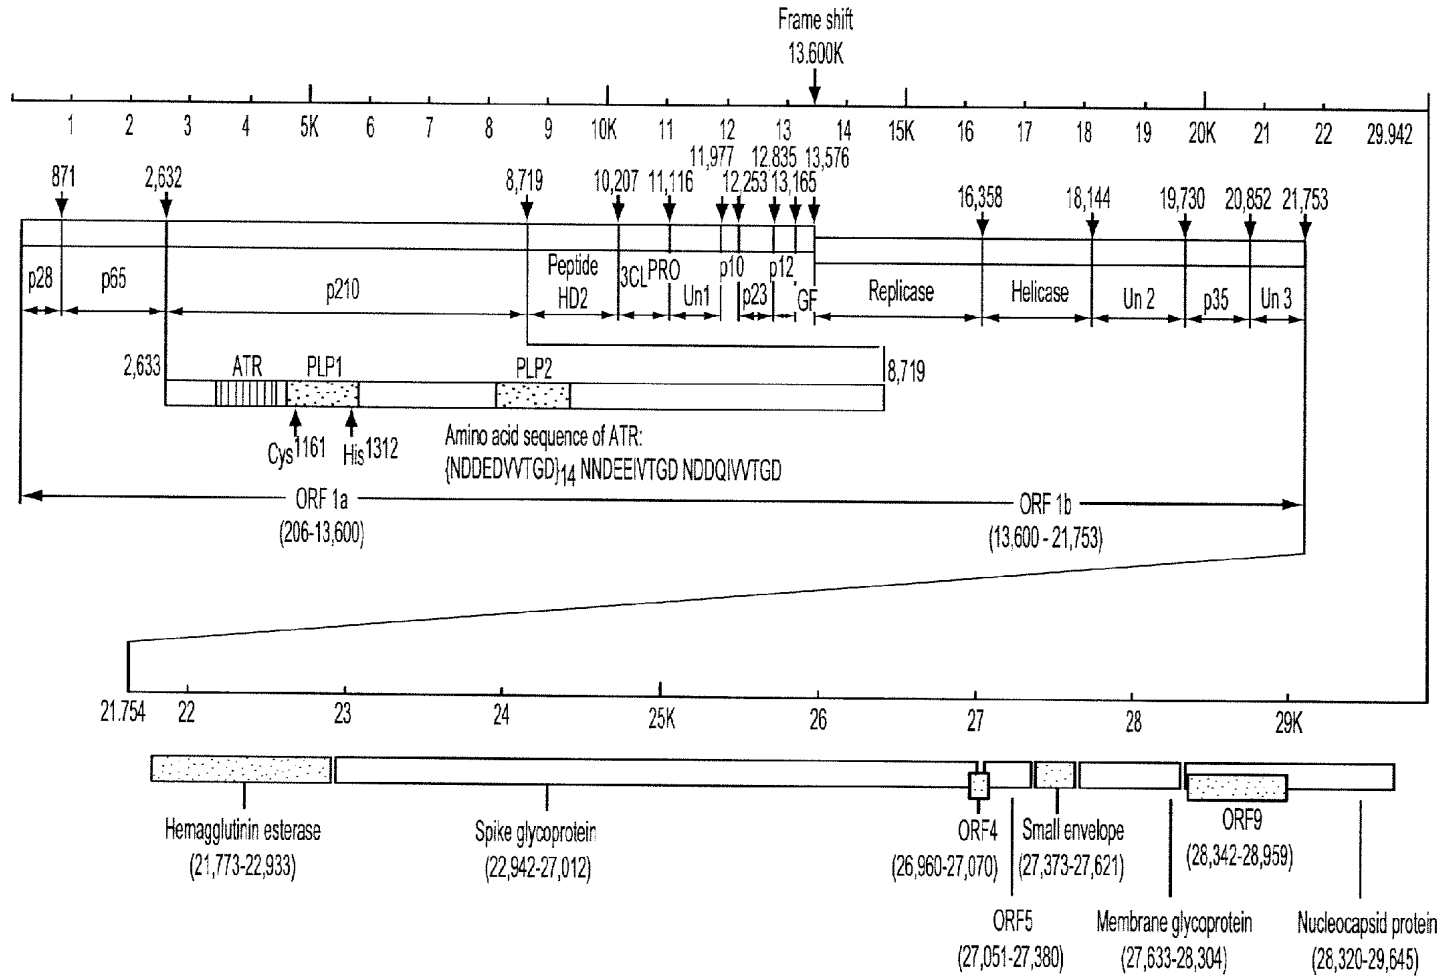 Frame shift
13.600K
1 2 3 4 5K 6 7 8 9 10K 11 12 13 14 15K 16 17 18 19 20K 21 22 29.942
11,977 12.835 13,576
871 2,632 8,719 10,207 11,116 12,253 13,165 16,358 18,144 19,730 20,852 21,753
p28 p65 p210 Peptide HD2 3CLPRO Un1 p10 p23 p12 GF Replicase Helicase Un 2 p35 Un 3
2,633 ATR PLP1 PLP2 8,719
Cys1161 His1312
Amino acid sequence of ATR:
{NDDEDVVTGD}14 NNDEEIVTGD NDDQIVVTGD
ORF 1a ORF 1b
(206-13,600) (13,600 - 21,753)
21.754 22 23 24 25K 26 27 28 29K
Hemagglutinin esterase
(21,773-22,933)
Spike glycoprotein
(22,942-27,012)
ORF4
(26,960-27,070)
Small envelope
(27,373-27,621)
ORF9
(28,342-28,959)
ORF5
(27,051-27,380)
Membrane glycoprotein
(27,633-28,304)
Nucleocapsid protein
(28,320-29,645)